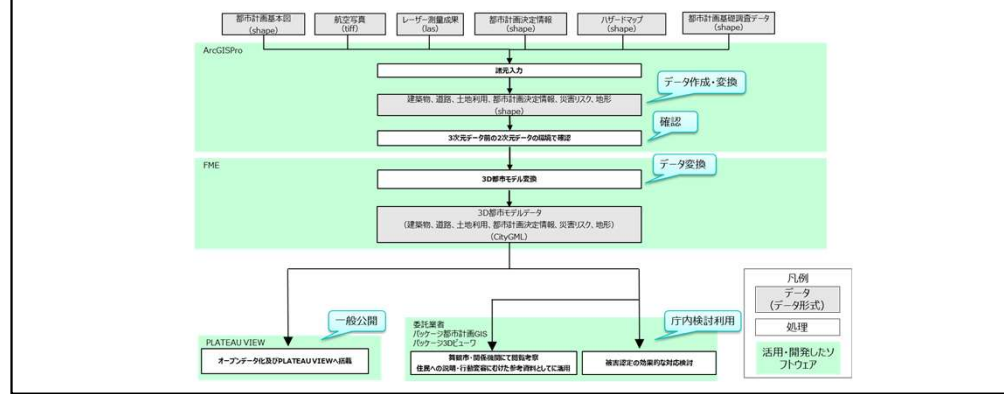 都市計画基本図
(shape)
航空写真
(tiff)
レーザー測量成果
(las)
都市計画決定情報
(shape)
ハザードマップ
(shape)
都市計画基礎調査データ
(shape)
ArcGISPro
諸元入力
データ作成・変換
建築物、道路、土地利用、都市計画決定情報、災害リスク、地形
(shape)
確認
3次元データ前の2次元データの環境で確認
FME
データ変換
3D都市モデル変換
3D都市モデルデータ
(建築物、道路、土地利用、都市計画決定情報、災害リスク、地形)
(CityGML)
凡例
データ
(データ形式)
処理
活用・開発したソ
フトウェア
一般公開
PLATEAU VIEW
オープンデータ化及びPLATEAU VIEWへ搭載
委託業者
パッケージ都市計画GIS
パッケージ3Dビューワ
庁内検討利用
舞鶴市・関係機関にて閲覧考察
住民への説明・行動変容にむけた参考資料としてに活用
被害認定の効果的な対応検討